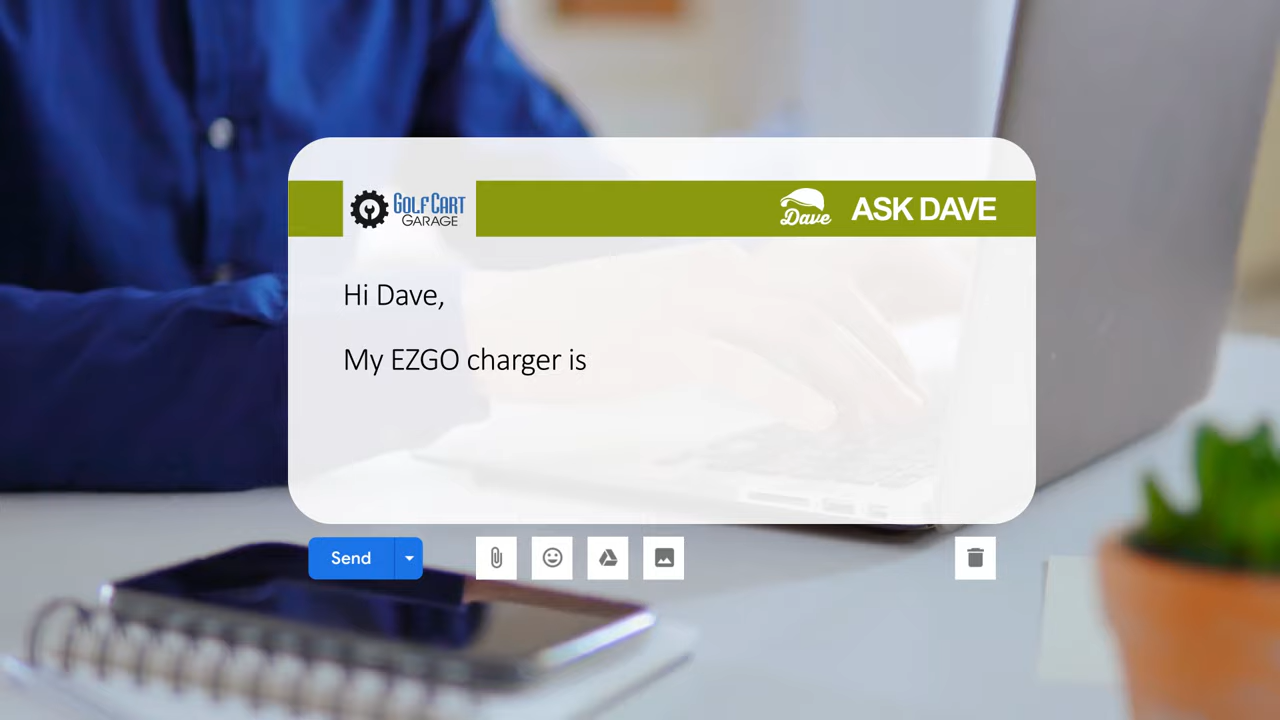 GOLF CART
GARAGE
Dave
ASK DAVE
Hi Dave,
My EZGO charger is
Send